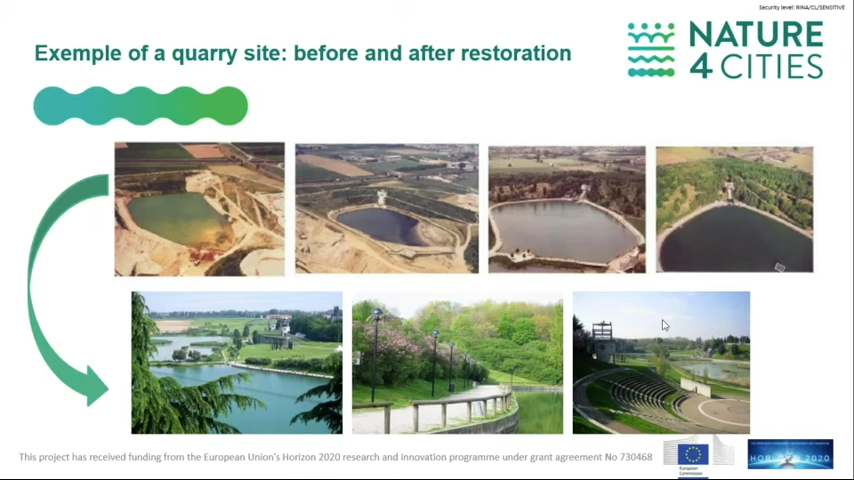 Security level: RINA/CL/SENSITIVE
Exemple of a quarry site: before and after restoration
NATURE
4 CITIES
This project has received funding from the European Union's Horizon 2020 research and innovation programme under grant agreement No 730468
European
Commission
HORIZON 2020